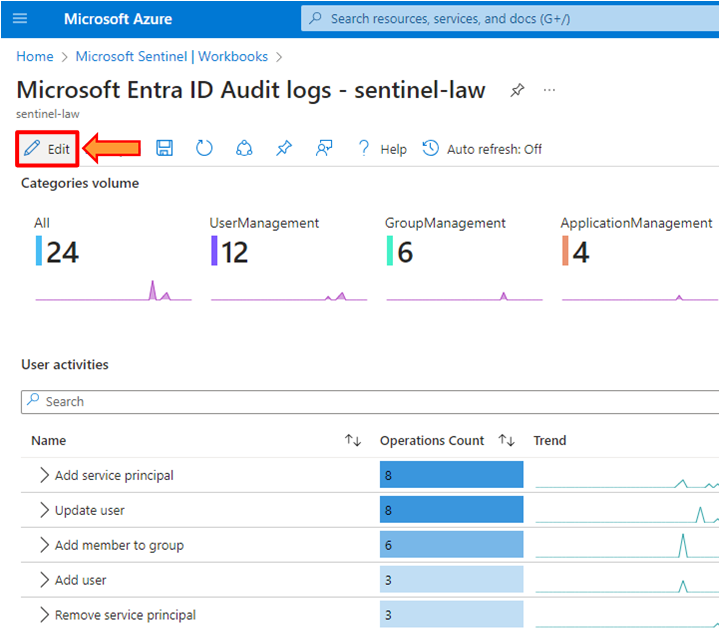 Microsoft Azure
Search resources, services, and docs (G+/)
Home > Microsoft Sentinel | Workbooks >
Microsoft Entra ID Audit logs - sentinel-law ...
sentinel-law
Edit ? Help Auto refresh: Off
Categories volume
All UserManagement GroupManagement ApplicationManagement
24 12 6 4
User activities
Search
Name ↑↓ Operations Count ↑↓ Trend
> Add service principal 8
> Update user 8
> Add member to group 6
> Add user 3
> Remove service principal 3